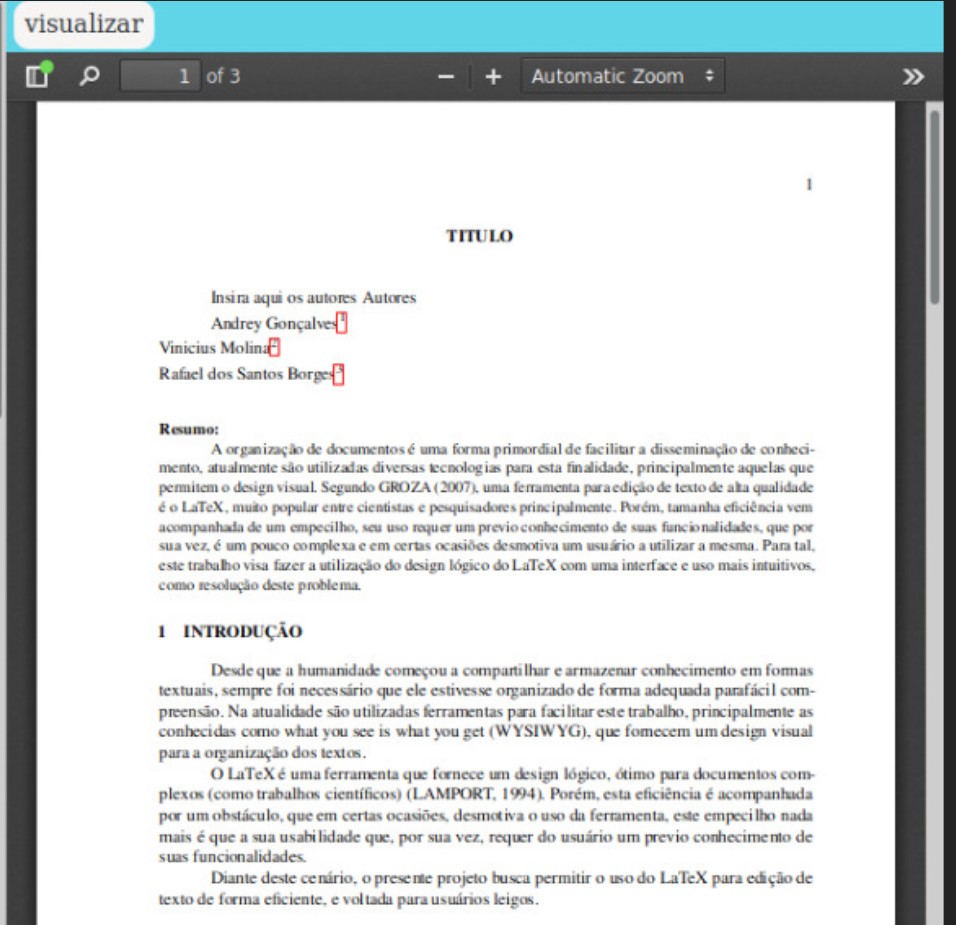 visualizar
1 of 3
Automatic Zoom
1
TITULO
Insira aqui os autores Autores
Andrey Gonçalves1
Vinicius Molina2
Rafael dos Santos Borges3
Resumo:
A organização de documentos é uma forma primordial de facilitar a disseminação de conheci-
mento, atualmente são utilizadas diversas tecnologias para esta finalidade, principalmente aquelas que
permitem o design visual. Segundo GROZA (2007), uma ferramenta para edição de texto de alta qualidade
é o LaTeX, muito popular entre cientistas e pesquisadores principalmente. Porém, tamanha eficiência vem
acompanhada de um empecilho, seu uso requer um previo conhecimento de suas funcionalidades, que por
sua vez, é um pouco complexa e em certas ocasiões desmotiva um usuário a utilizar a mesma. Para tal,
este trabalho visa fazer a utilização do design lógico do LaTeX com uma interface e uso mais intuitivos,
como resolução deste problema.
1 INTRODUÇÃO
Desde que a humanidade começou a compartilhar e armazenar conhecimento em formas
textuais, sempre foi necessário que ele estivesse organizado de forma adequada parafácil com-
preensão. Na atualidade são utilizadas ferramentas para facilitar este trabalho, principalmente as
conhecidas como what you see is what you get (WYSIWYG), que fornecem um design visual
para a organização dos textos.
O LaTeX é uma ferramenta que fornece um design lógico, ótimo para documentos com-
plexos (como trabalhos científicos) (LAMPORT, 1994). Porém, esta eficiência é acompanhada
por um obstáculo, que em certas ocasiões, desmotiva o uso da ferramenta, este empecilho nada
mais é que a sua usabilidade que, por sua vez, requer do usuário um previo conhecimento de
suas funcionalidades.
Diante deste cenário, o presente projeto busca permitir o uso do LaTeX para edição de
texto de forma eficiente, e voltada para usuários leigos.